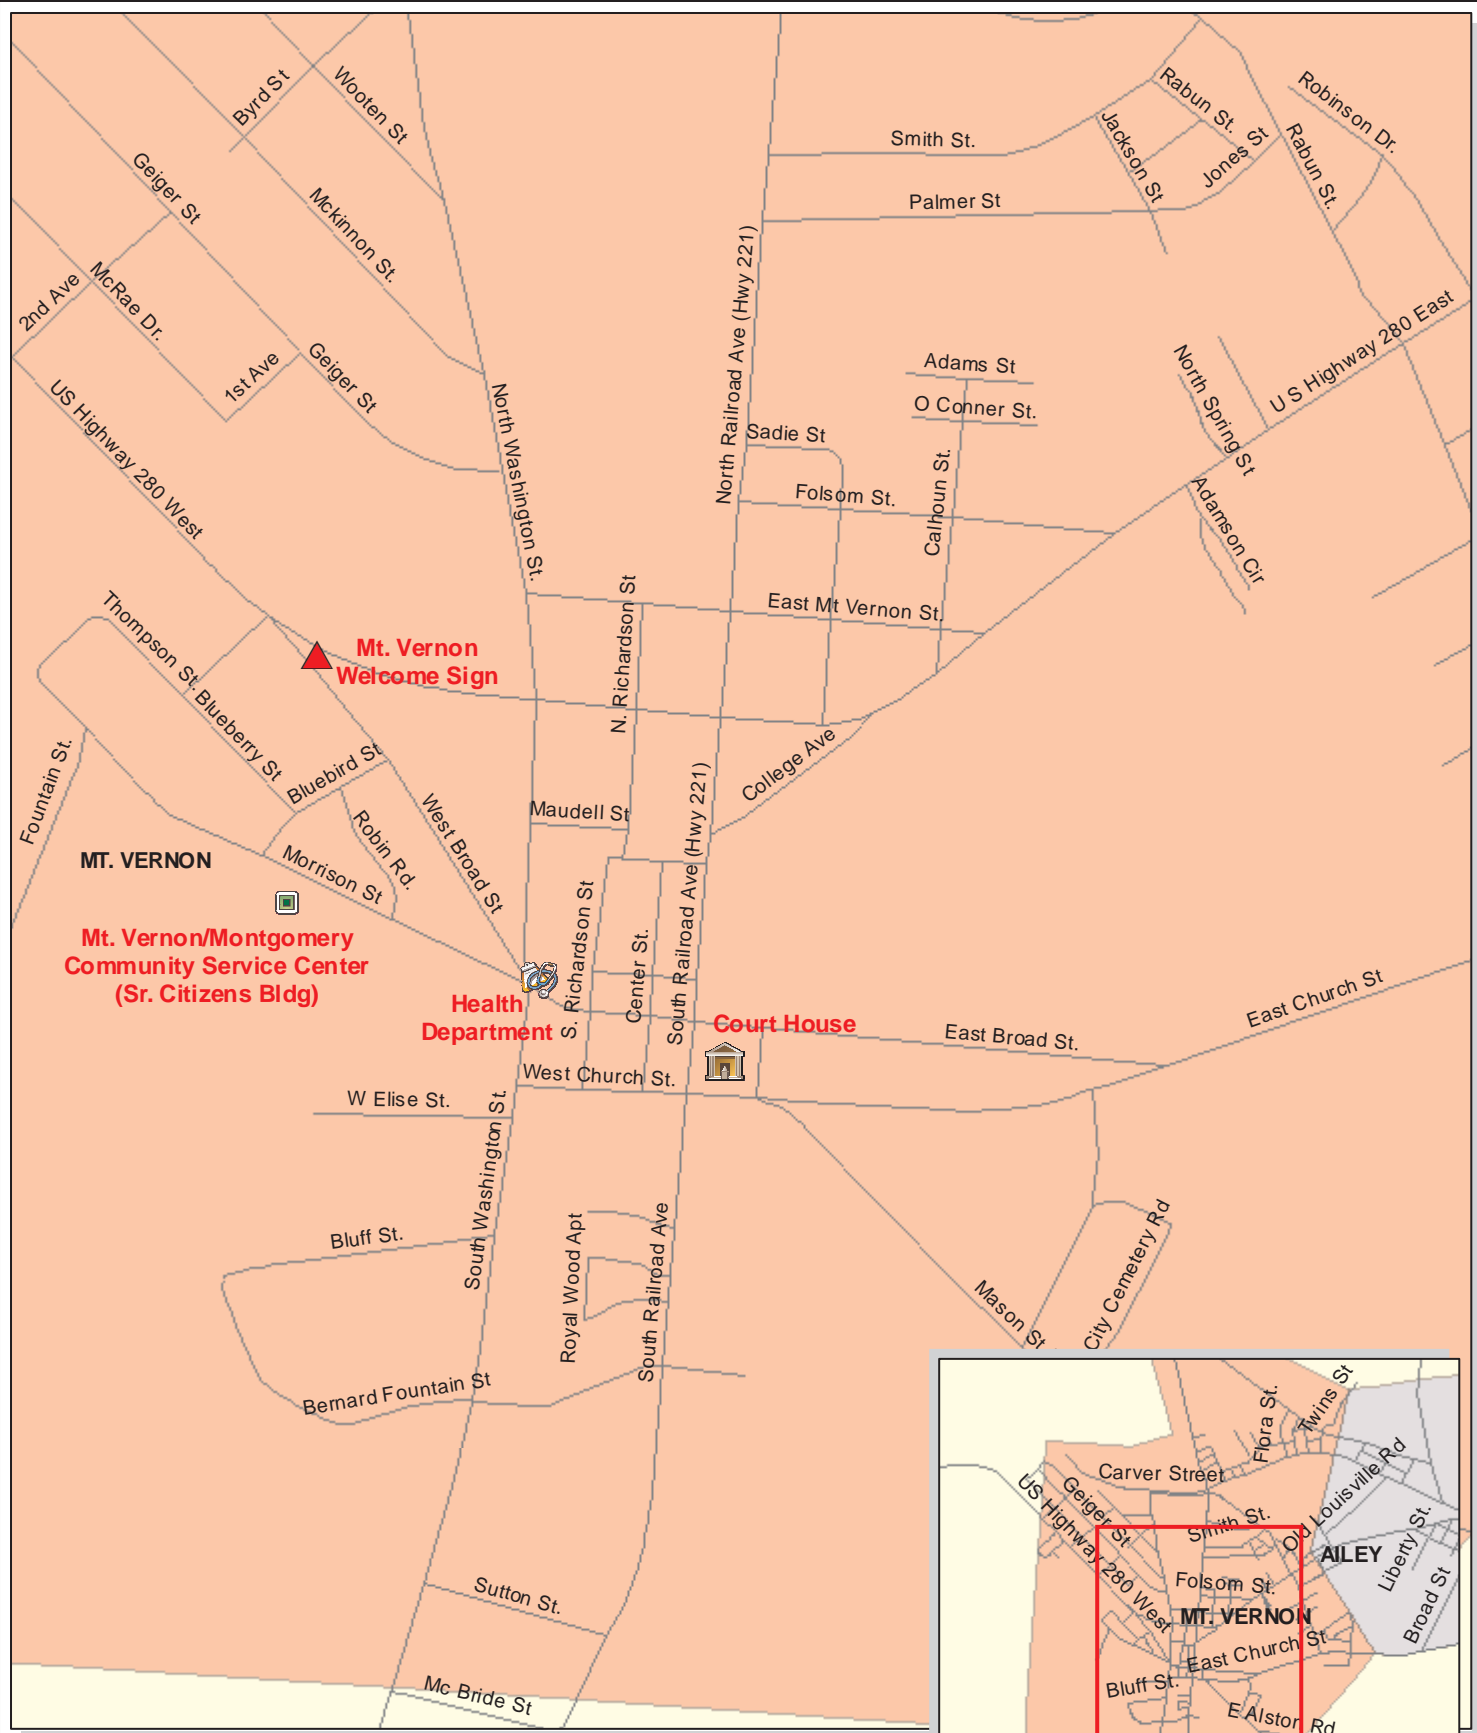 Byrd St
Wooten St
Geiger St
Mckinnon St.
2nd Ave
McRae Dr.
1st Ave
Geiger St
US Highway 280 West
North Washington St.
North Railroad Ave (Hwy 221)
Smith St.
Palmer St
Rabun St.
Jackson St
Jones St
Rabun St.
Robinson Dr.
U S Highway 280 East
North Spring St
Adamson Cir
Adams St
O Conner St.
Sadie St
Folsom St.
Calhoun St.
East Mt Vernon St.
N. Richardson St
Thompson St.
Blueberry St
Mt. Vernon
Welcome Sign
Bluebird St
Fountain St.
Robin Rd.
West Broad St
Morrison St
MT. VERNON
Mt. Vernon/Montgomery
Community Service Center
(Sr. Citizens Bldg)
Maudell St
College Ave
South Railroad Ave (Hwy 221)
S. Richardson St
Center St.
Health
Department
Court House
East Broad St.
East Church St
West Church St.
W Elise St.
South Washington St.
Bluff St.
Royal Wood Apt
South Railroad Ave
Bernard Fountain St
Mason St
City Cemetery Rd
Sutton St.
Mc Bride St
Twins St
Flora St.
Carver Street
Geiger St
US Highway 280 West
Smith St.
Old Louisville Rd
AILEY
Liberty St.
Broad St
Folsom St.
MT. VERNON
East Church St
Bluff St.
E Alston Rd